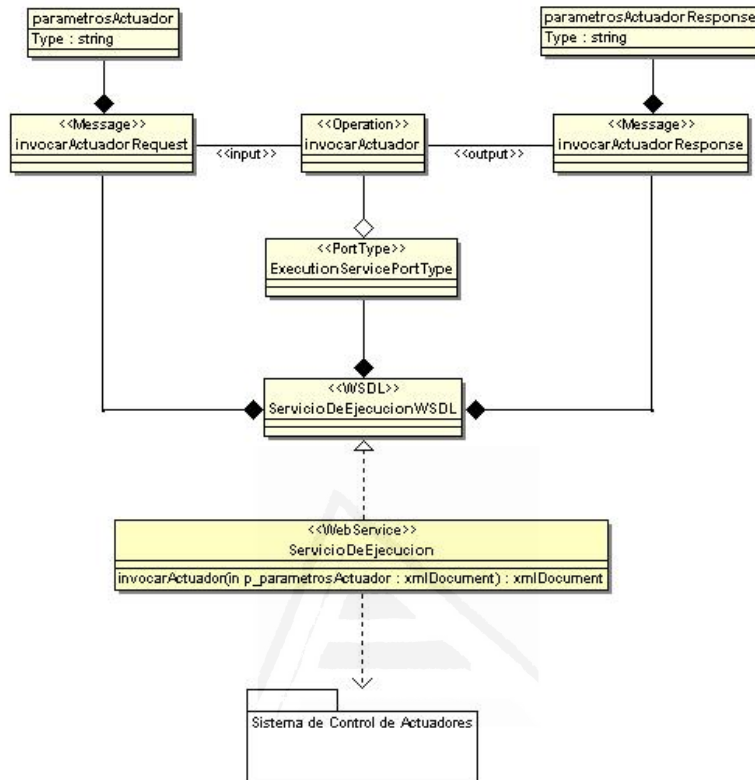 parametrosActuador
Type : string
parametrosActuadorResponse
Type : string
<<Message>>
invocarActuadorRequest
<<input>>
<<Operation>>
invocarActuador
<<output>>
<<Message>>
invocarActuadorResponse
<<PortType>>
ExecutionServicePortType
<<WSDL>>
ServicioDeEjecucionWSDL
<<WebService>>
ServicioDeEjecucion
invocarActuador(in p_parametrosActuador : xmlDocument) : xmlDocument
Sistema de Control de Actuadores